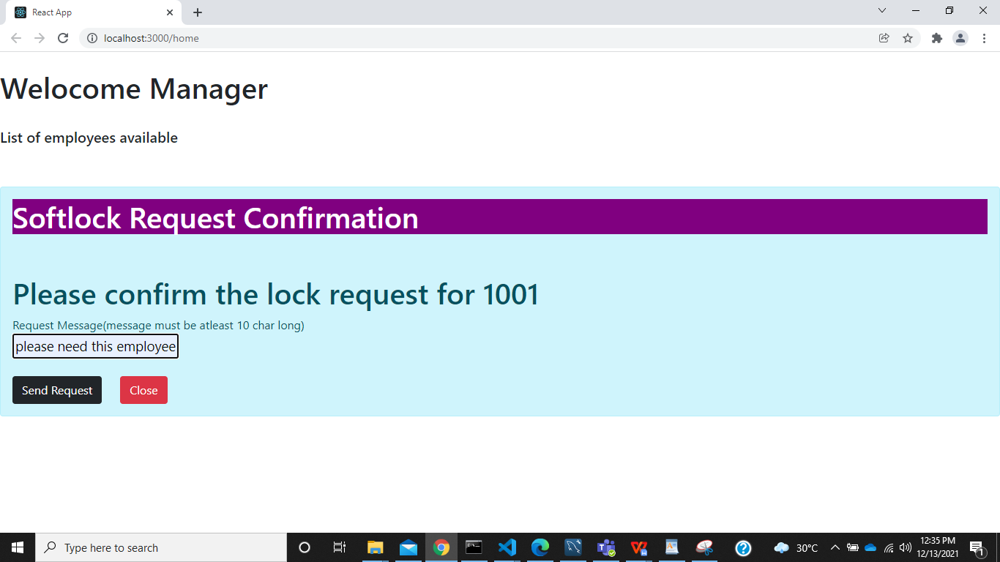 React App
localhost:3000/home
Welocome Manager
List of employees available
Softlock Request Confirmation
Please confirm the lock request for 1001
Request Message(message must be atleast 10 char long)
please need this employee
Send Request Close
Type here to search
30°C
12:35 PM
12/13/2021
1